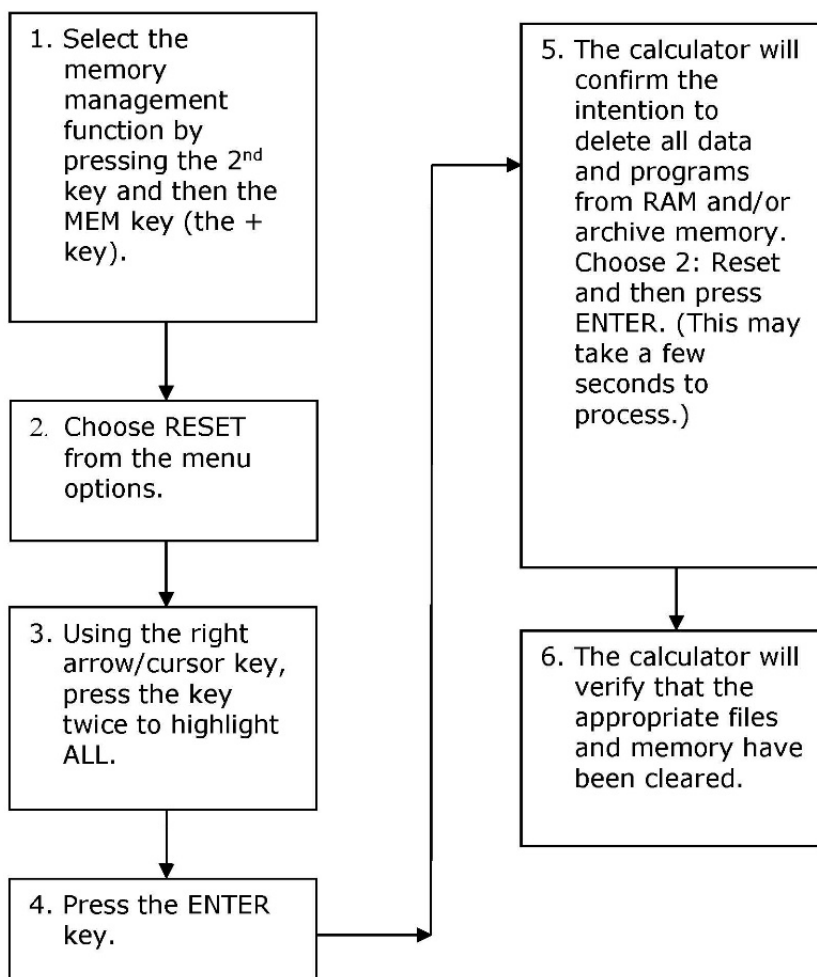 1. Select the
memory
management
function by
pressing the 2nd
key and then the
MEM key (the +
key).
2. Choose RESET
from the menu
options.
3. Using the right
arrow/cursor key,
press the key
twice to highlight
ALL.
4. Press the ENTER
key.
5. The calculator will
confirm the
intention to
delete all data
and programs
from RAM and/or
archive memory.
Choose 2: Reset
and then press
ENTER. (This may
take a few
seconds to
process.)
6. The calculator will
verify that the
appropriate files
and memory have
been cleared.